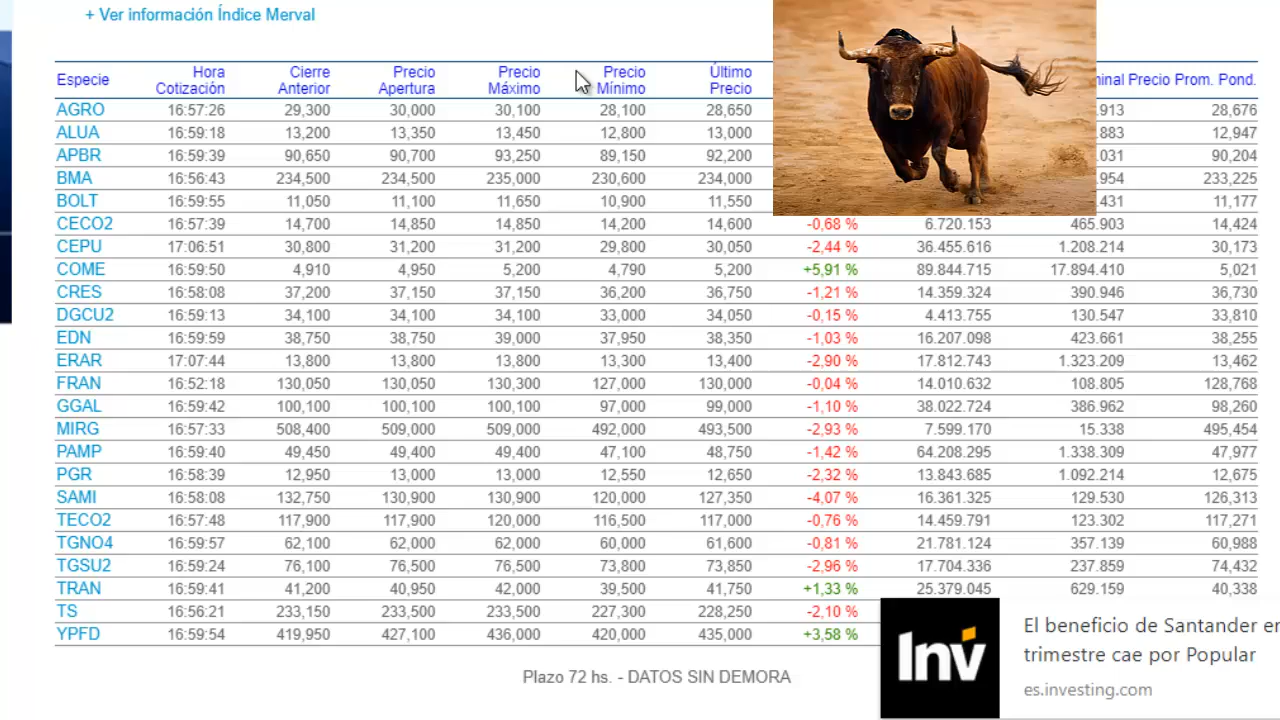 + Ver información Índice Merval
Especie Hora Cotización Cierre Anterior Precio Apertura Precio Máximo Precio Mínimo Último Precio Precio Prom. Pond.
AGRO 16:57:26 29,300 30,000 30,100 28,100 28,650 .913 28,676
ALUA 16:59:18 13,200 13,350 13,450 12,800 13,000 .883 12,947
APBR 16:59:39 90,650 90,700 93,250 89,150 92,200 .031 90,204
BMA 16:56:43 234,500 234,500 235,000 230,600 234,000 .954 233,225
BOLT 16:59:55 11,050 11,100 11,650 10,900 11,550 .431 11,177
CECO2 16:57:39 14,700 14,850 14,850 14,200 14,600 -0,68 % 6.720.153 465.903 14,424
CEPU 17:06:51 30,800 31,200 31,200 29,800 30,050 -2,44 % 36.455.616 1.208.214 30,173
COME 16:59:50 4,910 4,950 5,200 4,790 5,200 +5,91 % 89.844.715 17.894.410 5,021
CRES 16:58:08 37,200 37,150 37,150 36,200 36,750 -1,21 % 14.359.324 390.946 36,730
DGCU2 16:59:13 34,100 34,100 34,100 33,000 34,050 -0,15 % 4.413.755 130.547 33,810
EDN 16:59:59 38,750 38,750 39,000 37,950 38,350 -1,03 % 16.207.098 423.661 38,255
ERAR 17:07:44 13,800 13,800 13,800 13,300 13,400 -2,90 % 17.812.743 1.323.209 13,462
FRAN 16:52:18 130,050 130,050 130,300 127,000 130,000 -0,04 % 14.010.632 108.805 128,768
GGAL 16:59:42 100,100 100,100 100,100 97,000 99,000 -1,10 % 38.022.724 386.962 98,260
MIRG 16:57:33 508,400 509,000 509,000 492,000 493,500 -2,93 % 7.599.170 15.338 495,454
PAMP 16:59:40 49,450 49,400 49,400 47,100 48,750 -1,42 % 64.208.295 1.338.309 47,977
PGR 16:58:39 12,950 13,000 13,000 12,550 12,650 -2,32 % 13.843.685 1.092.214 12,675
SAMI 16:58:08 132,750 130,900 130,900 120,000 127,350 -4,07 % 16.361.325 129.530 126,313
TECO2 16:57:48 117,900 117,900 120,000 116,500 117,000 -0,76 % 14.459.791 123.302 117,271
TGNO4 16:59:57 62,100 62,000 62,000 60,000 61,600 -0,81 % 21.781.124 357.139 60,988
TGSU2 16:59:24 76,100 76,500 76,500 73,800 73,850 -2,96 % 17.704.336 237.859 74,432
TRAN 16:59:41 41,200 40,950 42,000 39,500 41,750 +1,33 % 25.379.045 629.159 40,338
TS 16:56:21 233,150 233,500 233,500 227,300 228,250 -2,10 %
YPFD 16:59:54 419,950 427,100 436,000 420,000 435,000 +3,58 %
Plazo 72 hs. - DATOS SIN DEMORA
Inv
El beneficio de Santander en
trimestre cae por Popular
es.investing.com